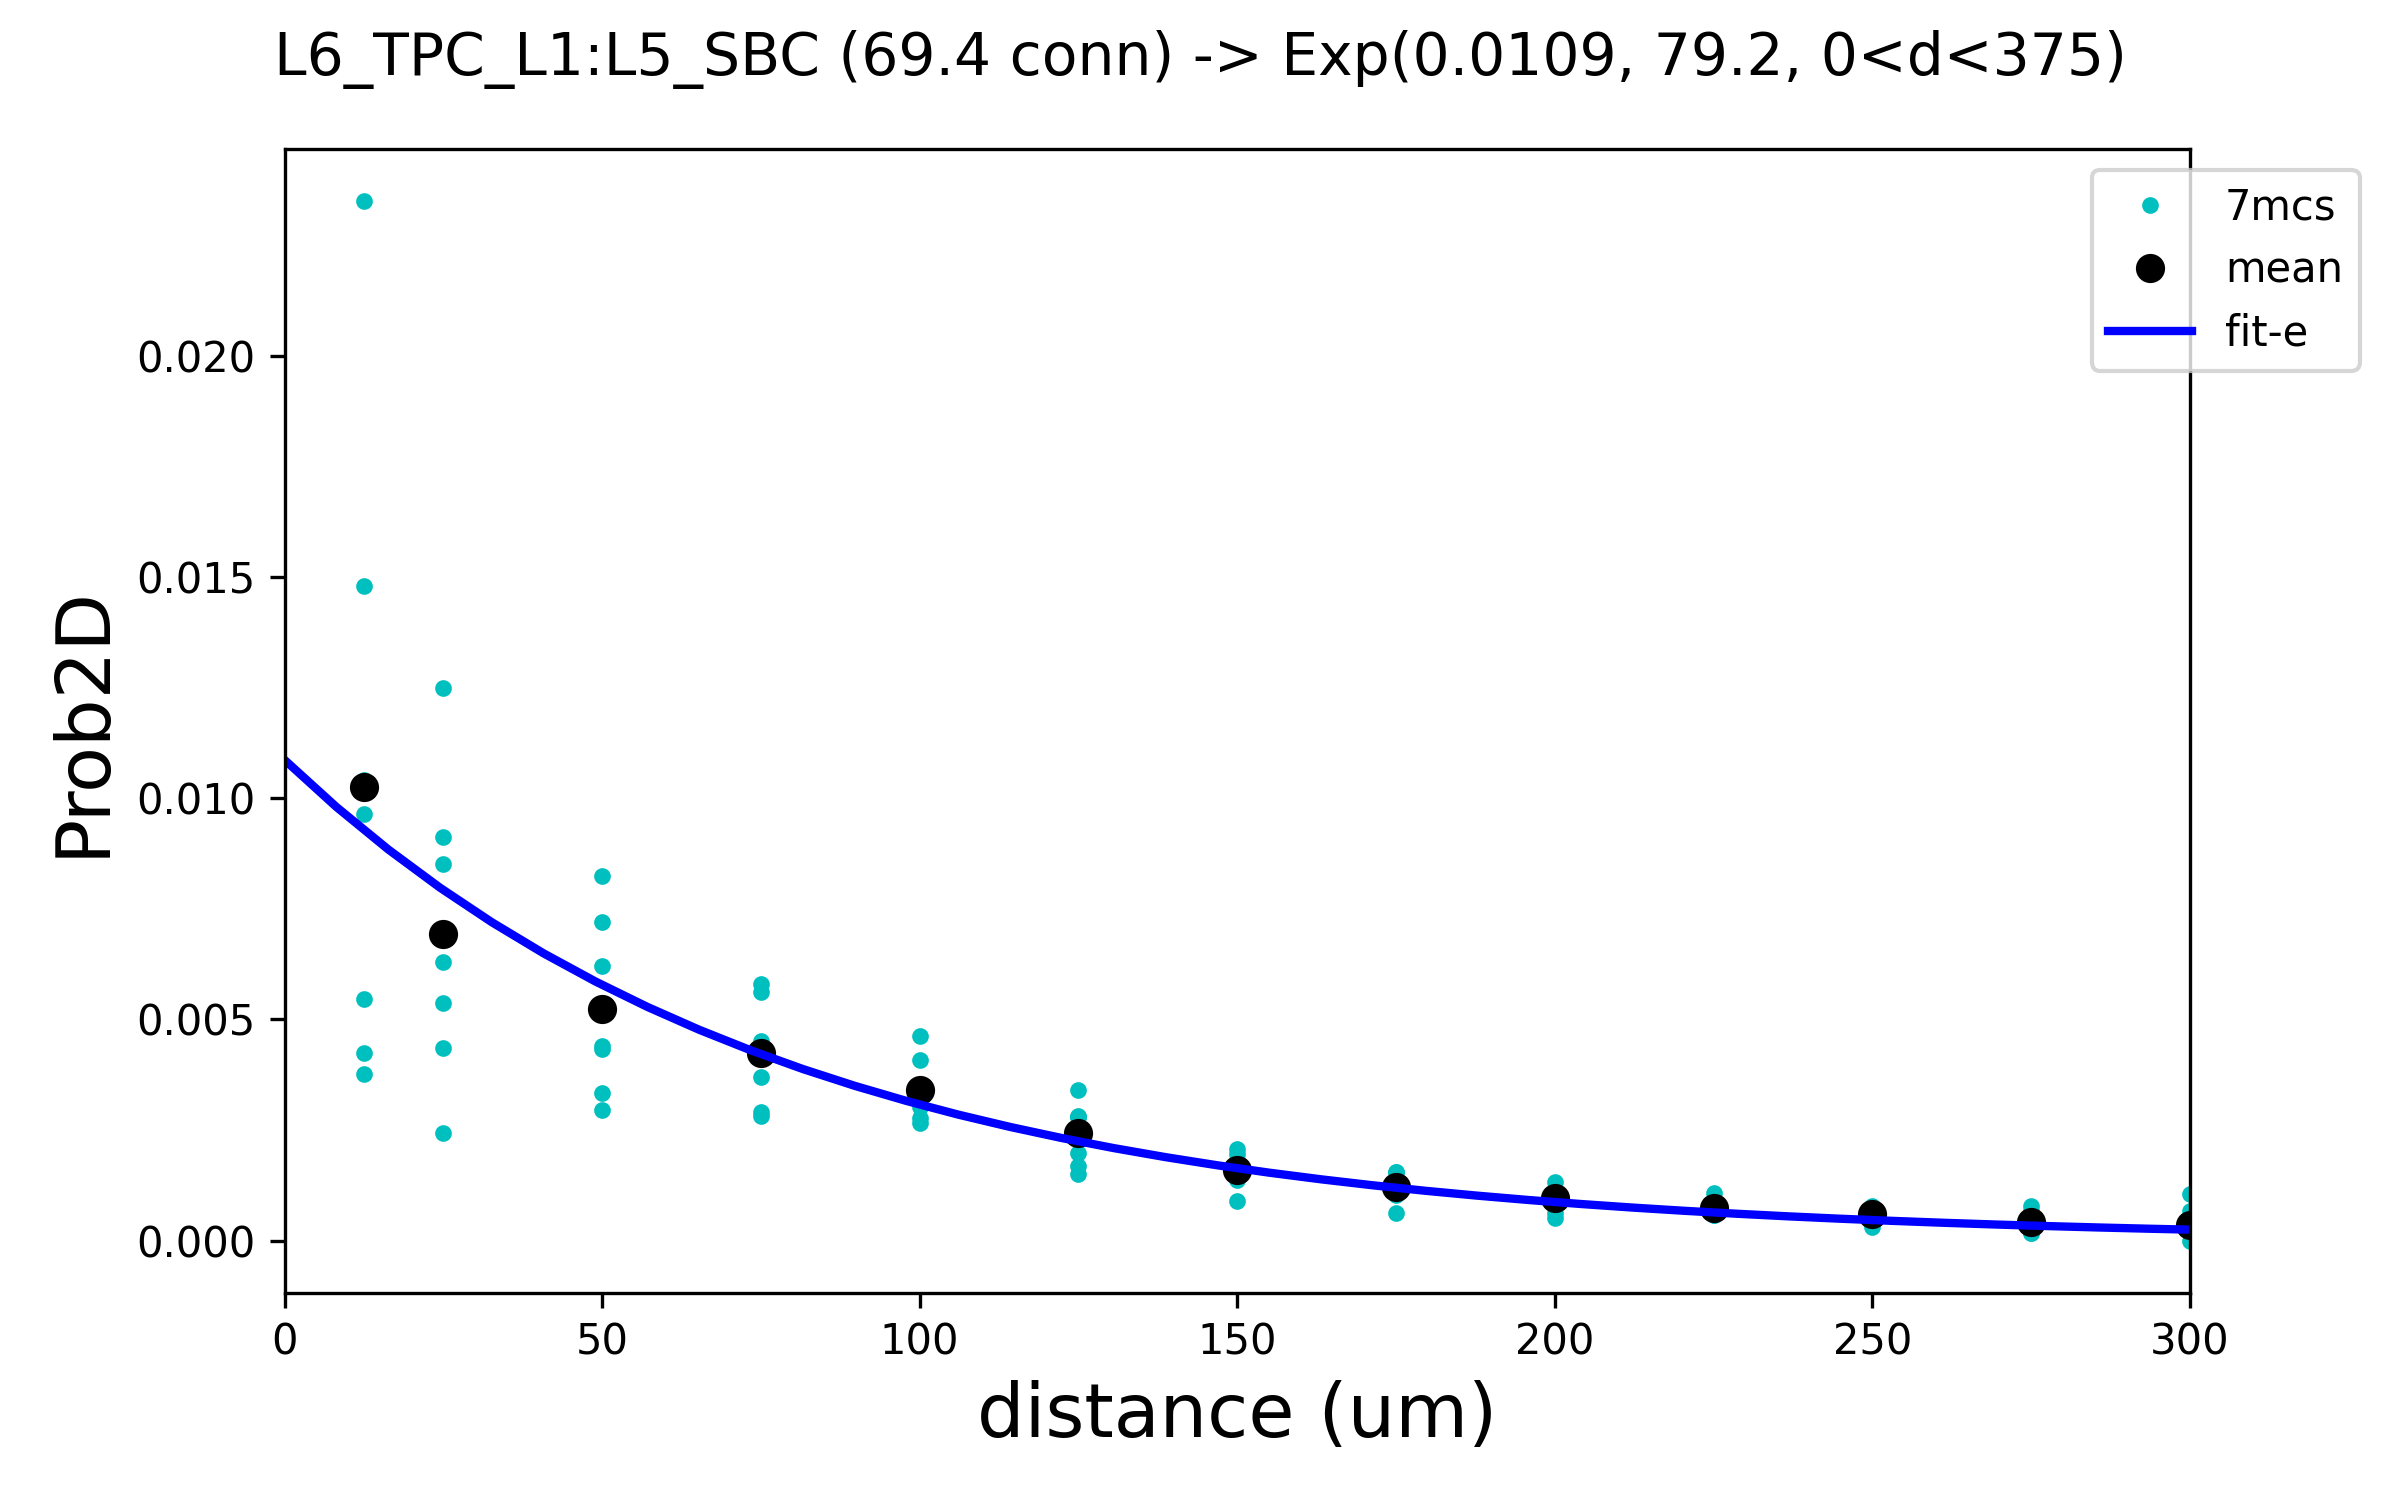 L6_TPC_L1:L5_SBC (69.4 conn) -> Exp(0.0109, 79.2, 0<d<375)
7mcs
mean
fit-e
0.020
0.015
0.010
0.005
0.000
Prob2D
0 50 100 150 200 250 300
distance (um)